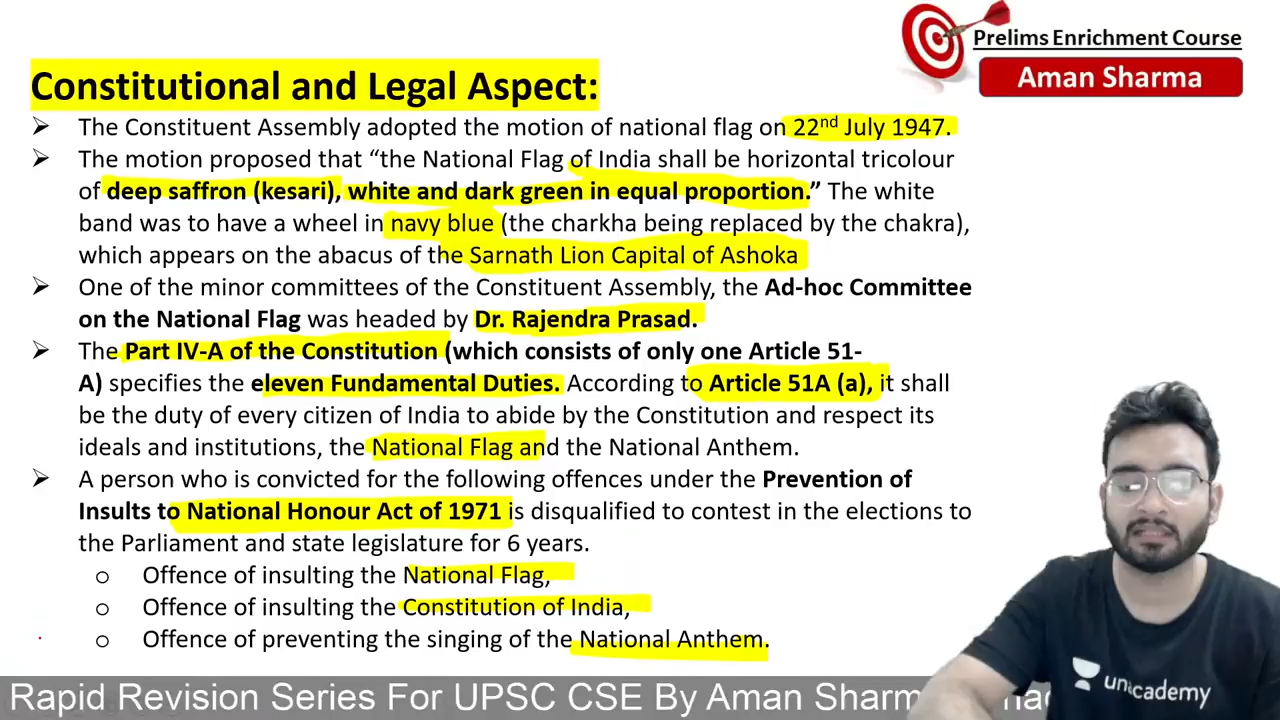 Prelims Enrichment Course
Aman Sharma
Constitutional and Legal Aspect:
➤ The Constituent Assembly adopted the motion of national flag on 22nd July 1947.
➤ The motion proposed that “the National Flag of India shall be horizontal tricolour
of deep saffron (kesari), white and dark green in equal proportion.” The white
band was to have a wheel in navy blue (the charkha being replaced by the chakra),
which appears on the abacus of the Sarnath Lion Capital of Ashoka
➤ One of the minor committees of the Constituent Assembly, the Ad-hoc Committee
on the National Flag was headed by Dr. Rajendra Prasad.
➤ The Part IV-A of the Constitution (which consists of only one Article 51-
A) specifies the eleven Fundamental Duties. According to Article 51A (a), it shall
be the duty of every citizen of India to abide by the Constitution and respect its
ideals and institutions, the National Flag and the National Anthem.
➤ A person who is convicted for the following offences under the Prevention of
Insults to National Honour Act of 1971 is disqualified to contest in the elections to
the Parliament and state legislature for 6 years.
o Offence of insulting the National Flag,
o Offence of insulting the Constitution of India,
o Offence of preventing the singing of the National Anthem.
unacademy
Rapid Revision Series For UPSC CSE By Aman Sharm